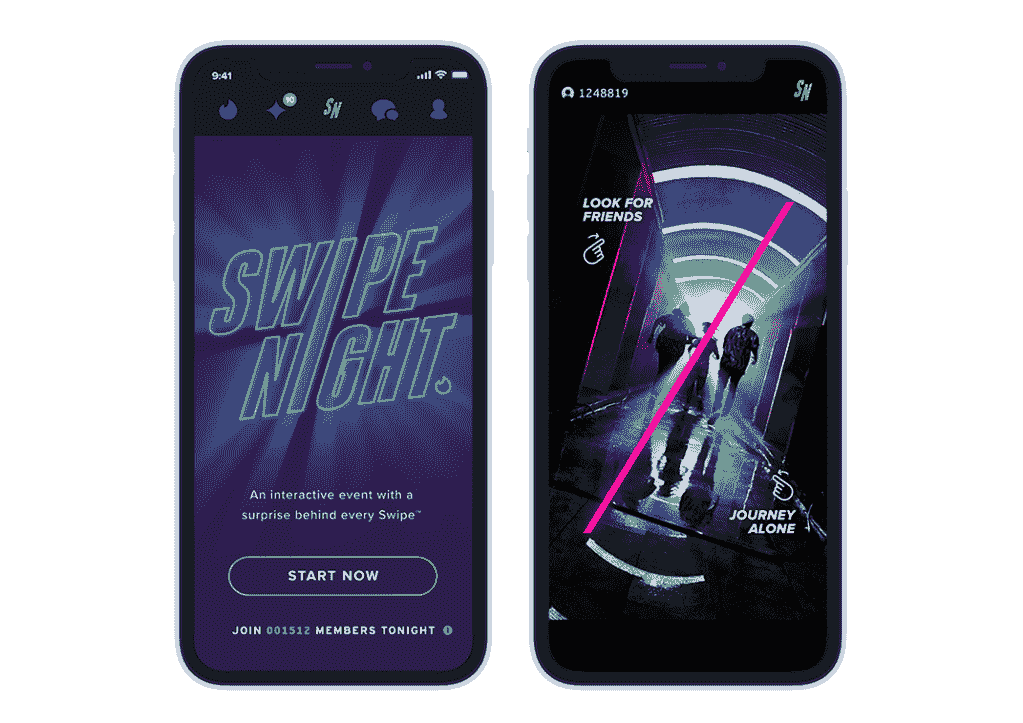 9:41
10
SN
SWIPE
NIGHT
An interactive event with a
surprise behind every Swipe™
START NOW
JOIN 001512 MEMBERS TONIGHT
1248819
SN
LOOK FOR
FRIENDS
JOURNEY
ALONE